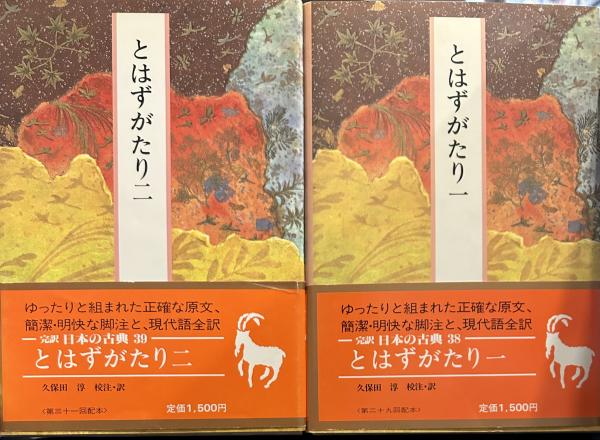 とはずがたり 二
ゆったりと組まれた正確な原文、
簡潔・明快な脚注と、現代語全訳
完訳 日本の古典 39
とはずがたり 二
久保田 淳 校注・訳
〈第三十一回配本〉
定価1,500円
とはずがたり 一
ゆったりと組まれた正確な原文、
簡潔・明快な脚注と、現代語全訳
完訳 日本の古典 38
とはずがたり 一
久保田 淳 校注・訳
〈第二十九回配本〉
定価1,500円